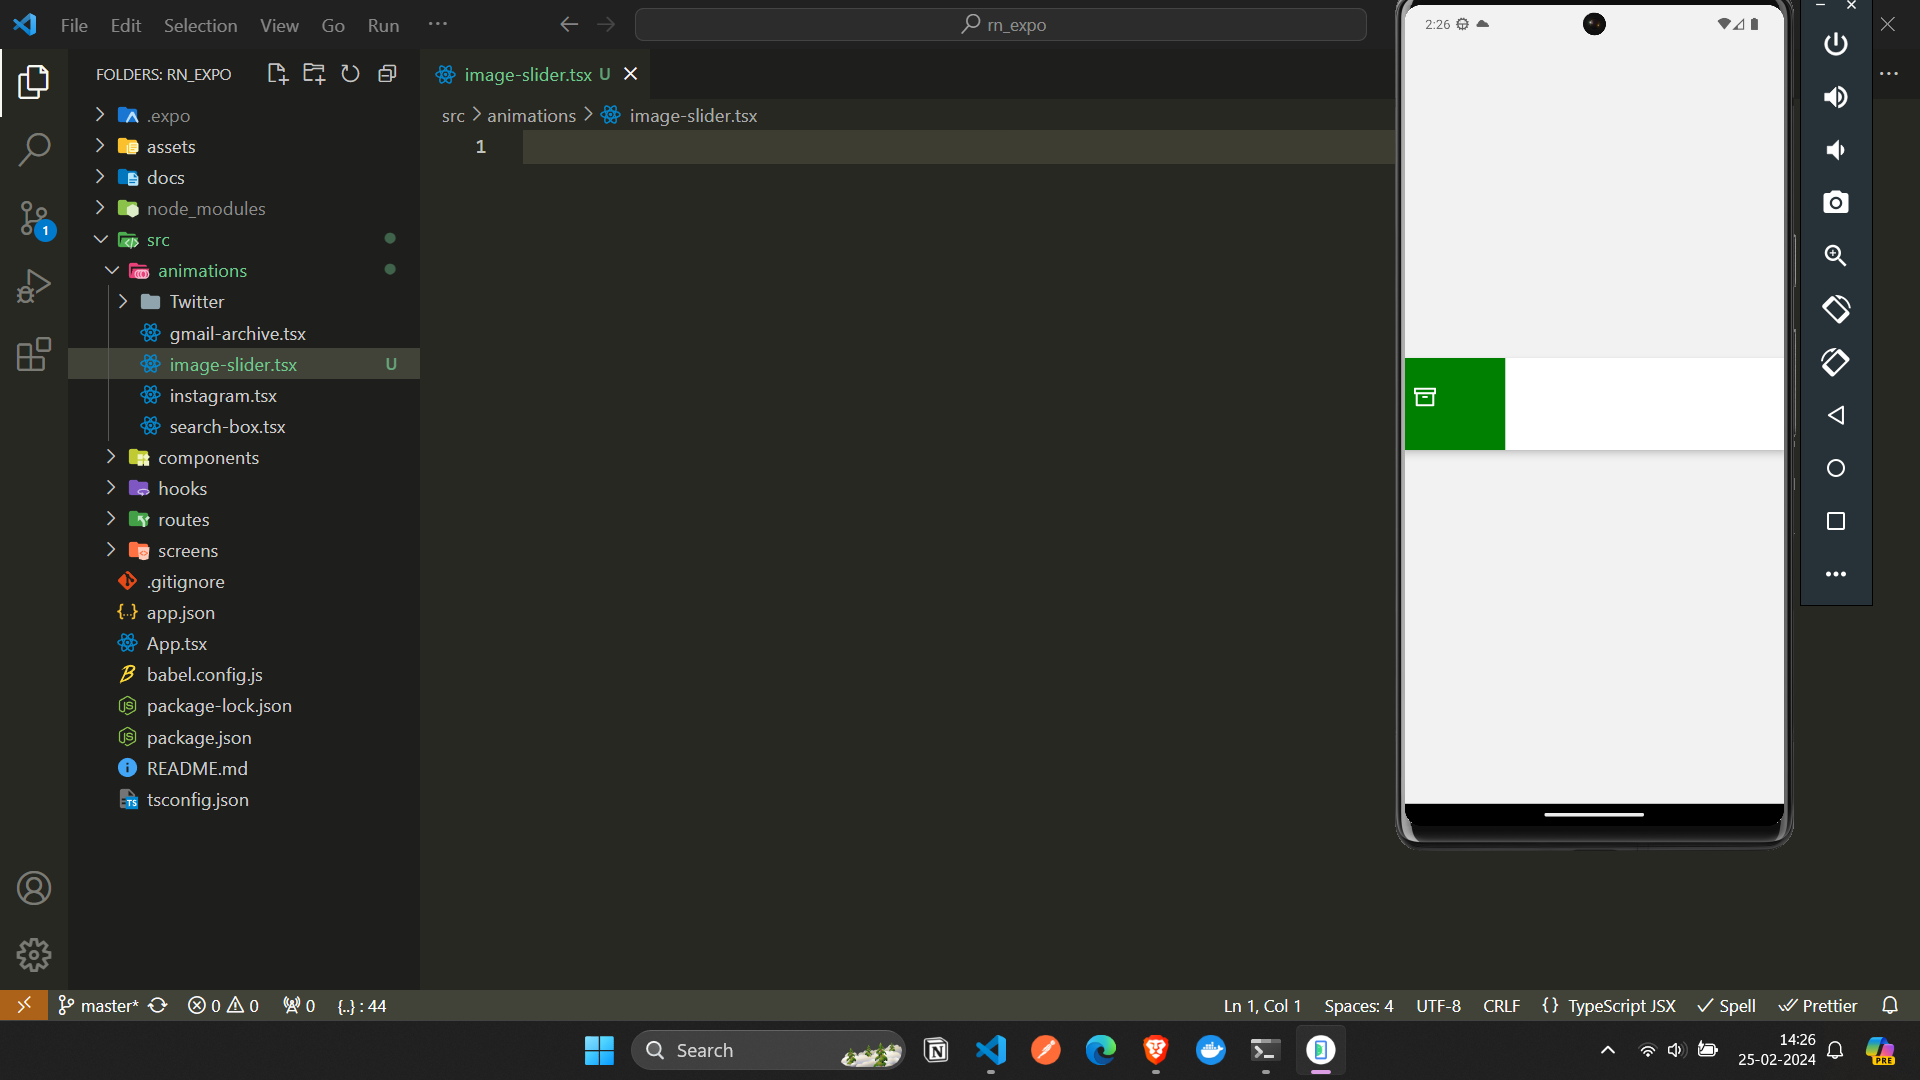 File Edit Selection View Go Run ...
rn_expo
FOLDERS: RN_EXPO
image-slider.tsx U
src > animations > image-slider.tsx
1
.expo
assets
docs
node_modules
src
animations
Twitter
gmail-archive.tsx
image-slider.tsx U
instagram.tsx
search-box.tsx
components
hooks
routes
screens
.gitignore
app.json
App.tsx
babel.config.js
package-lock.json
package.json
README.md
tsconfig.json
2:26
1
master* 0 0 0 {..} : 44
Ln 1, Col 1 Spaces: 4 UTF-8 CRLF {} TypeScript JSX Spell Prettier
Search
14:26
25-02-2024
PRE